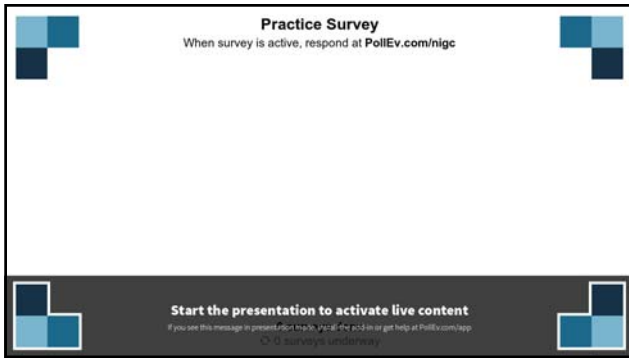 Practice Survey
When survey is active, respond at PollEv.com/nigc
Start the presentation to activate live content
If you see this message in presentation mode, install the add-in or get help at PollEv.com/app
0 surveys underway